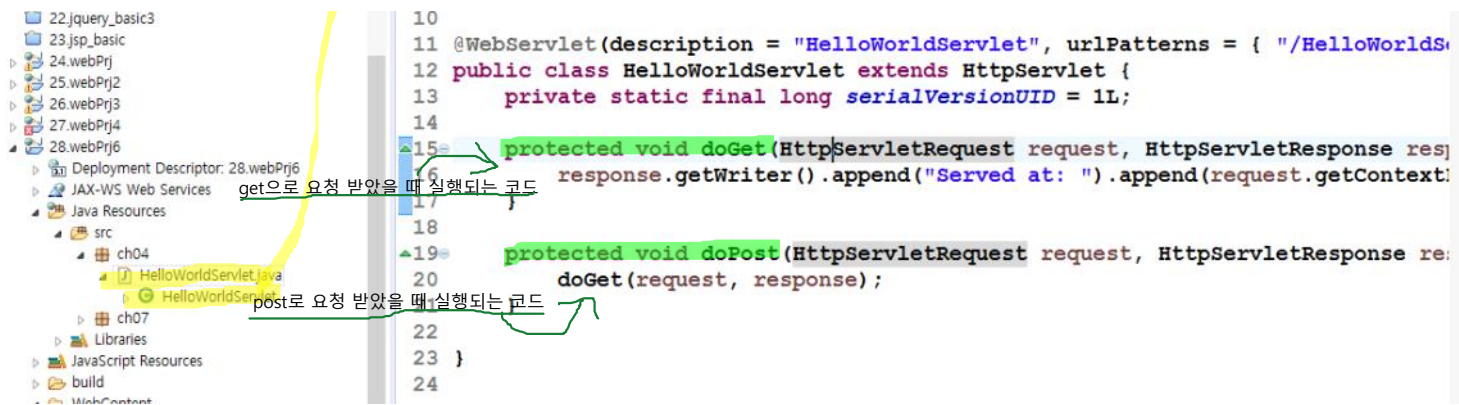 22.jquery_basic3
23.jsp_basic
24.webPrj
25.webPrj2
26.webPrj3
27.webPrj4
28.webPrj6
Deployment Descriptor: 28.webPrj6
JAX-WS Web Services
Java Resources
src
ch04
HelloWorldServlet.java
HelloWorldServlet
ch07
Libraries
JavaScript Resources
build
WebContent
get으로 요청 받았을 때 실행되는 코드
post로 요청 받았을 때 실행되는 코드
10
11 @WebServlet(description = "HelloWorldServlet", urlPatterns = { "/HelloWorldSe
12 public class HelloWorldServlet extends HttpServlet {
13 private static final long serialVersionUID = 1L;
14
15 protected void doGet(HttpServletRequest request, HttpServletResponse resp
16 response.getWriter().append("Served at: ").append(request.getContext
17 }
18
19 protected void doPost(HttpServletRequest request, HttpServletResponse re
20 doGet(request, response);
21 }
22
23 }
24